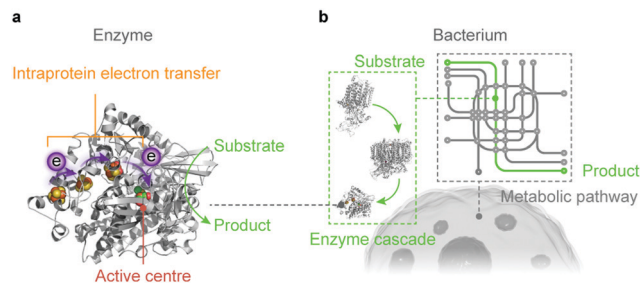 a
Enzyme
Intraprotein electron transfer
e
e
Substrate
Product
Active centre
b
Bacterium
Substrate
Product
Metabolic pathway
Enzyme cascade